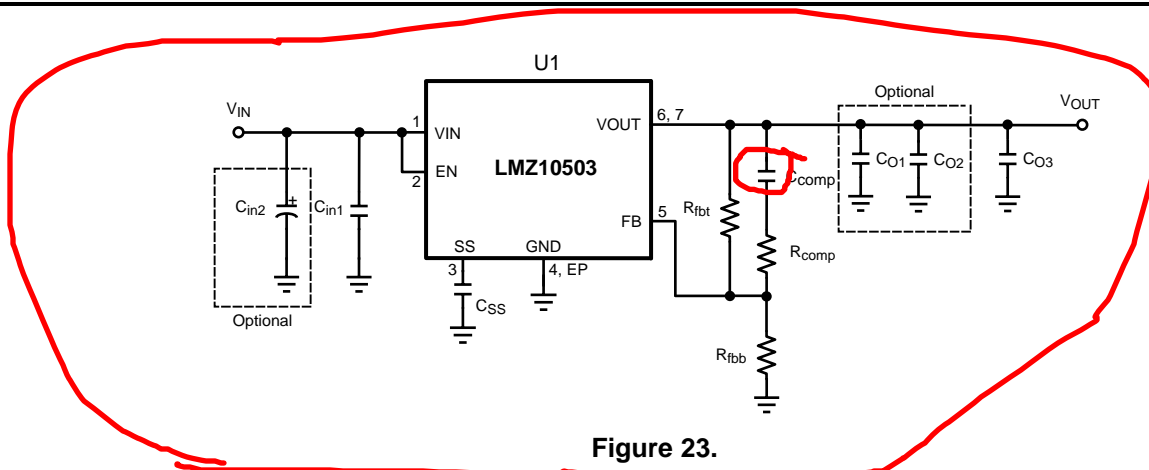 U1
Optional
VIN
VOUT
1
VIN
VOUT
6, 7
EN
2
LMZ10503
CO1
CO2
CO3
Ccomp
Cin2
+
Cin1
Rfbt
FB
5
Rcomp
SS
GND
3
4, EP
CSS
Optional
Rfbb
Figure 23.